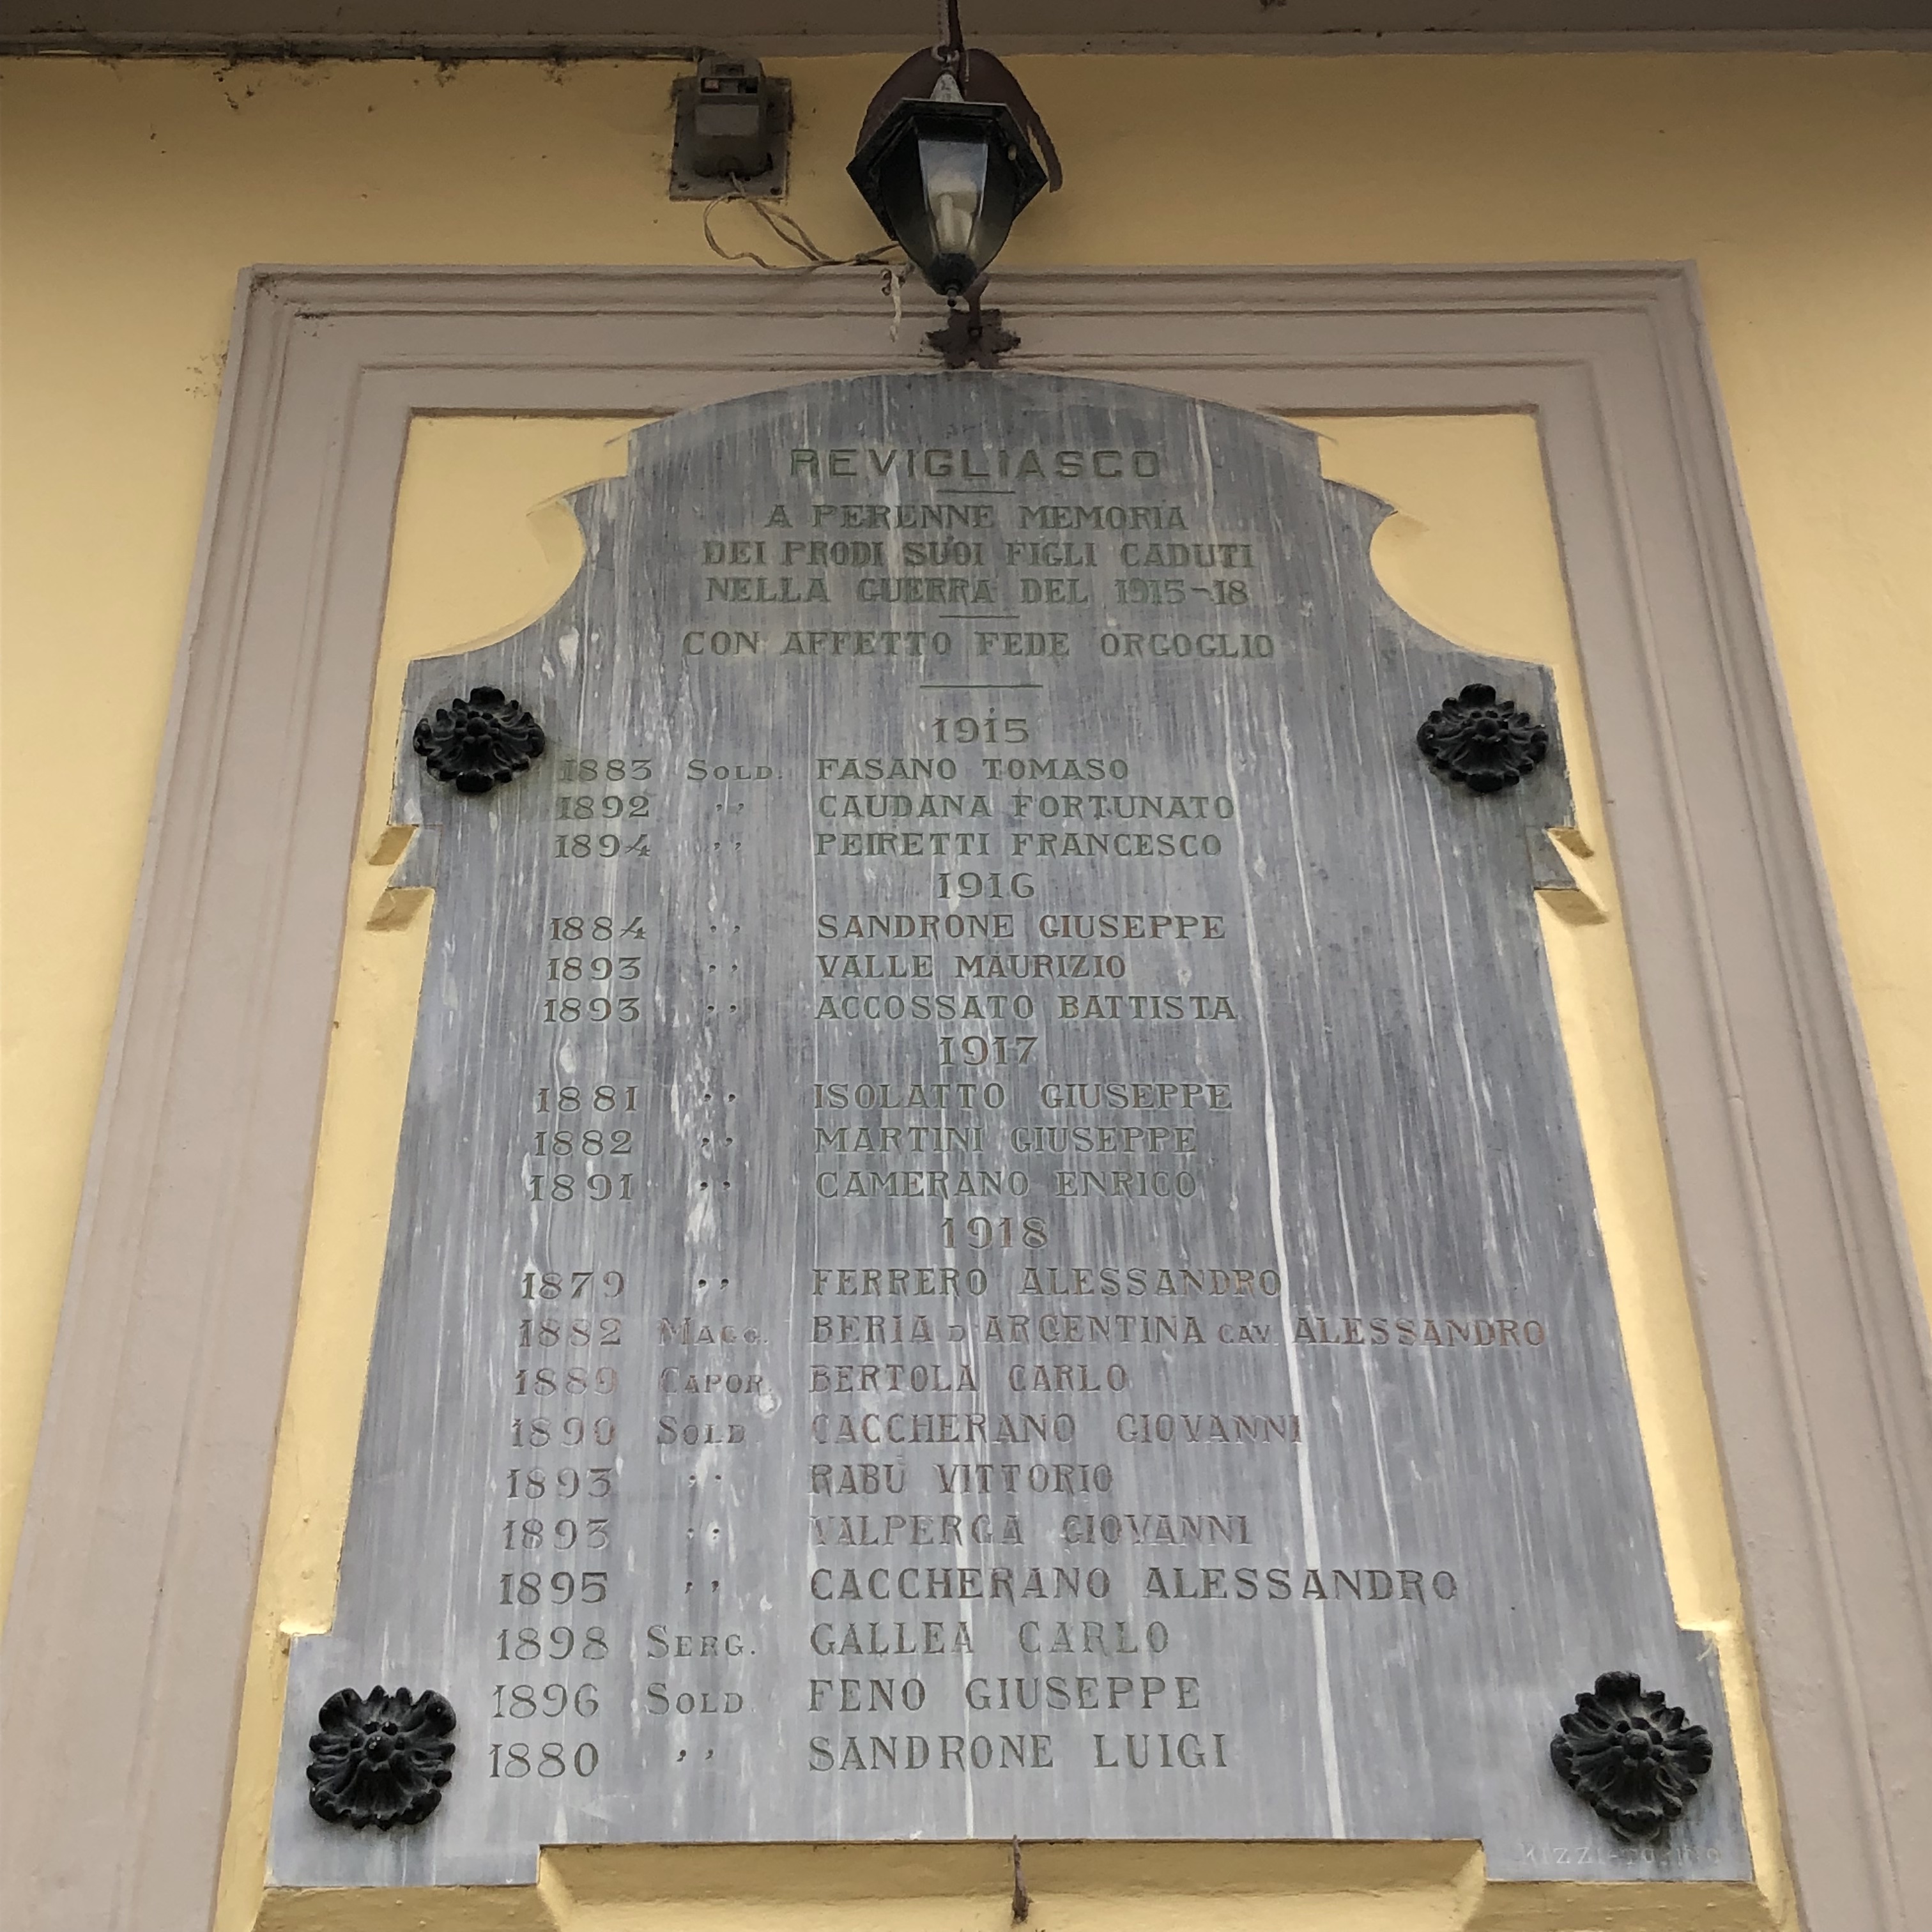 REVIGLIASCO
A PERENNE MEMORIA
DEI PRODI SUOI FIGLI CADUTI
NELLA GUERRA DEL 1915-18
CON AFFETTO FEDE ORGOGLIO
1915
1883 SOLD. FASANO TOMASO
1892 ,, CAUDANA FORTUNATO
1894 ,, PEIRETTI FRANCESCO
1916
1884 ,, SANDRONE GIUSEPPE
1893 ,, VALLE MAURIZIO
1893 ,, ACCOSSATO BATTISTA
1917
1881 ,, ISOLATTO GIUSEPPE
1882 ,, MARTINI GIUSEPPE
1891 ,, CAMERANO ENRICO
1918
1879 ,, FERRERO ALESSANDRO
1882 MAGG. BERIA D'ARGENTINA CAV. ALESSANDRO
1889 CAPOR. BERTOLA CARLO
1890 SOLD CACCHERANO GIOVANNI
1893 ,, RABÙ VITTORIO
1893 ,, VALPERGA GIOVANNI
1895 ,, CACCHERANO ALESSANDRO
1898 SERG. GALLEA CARLO
1896 SOLD. FENO GIUSEPPE
1880 ,, SANDRONE LUIGI